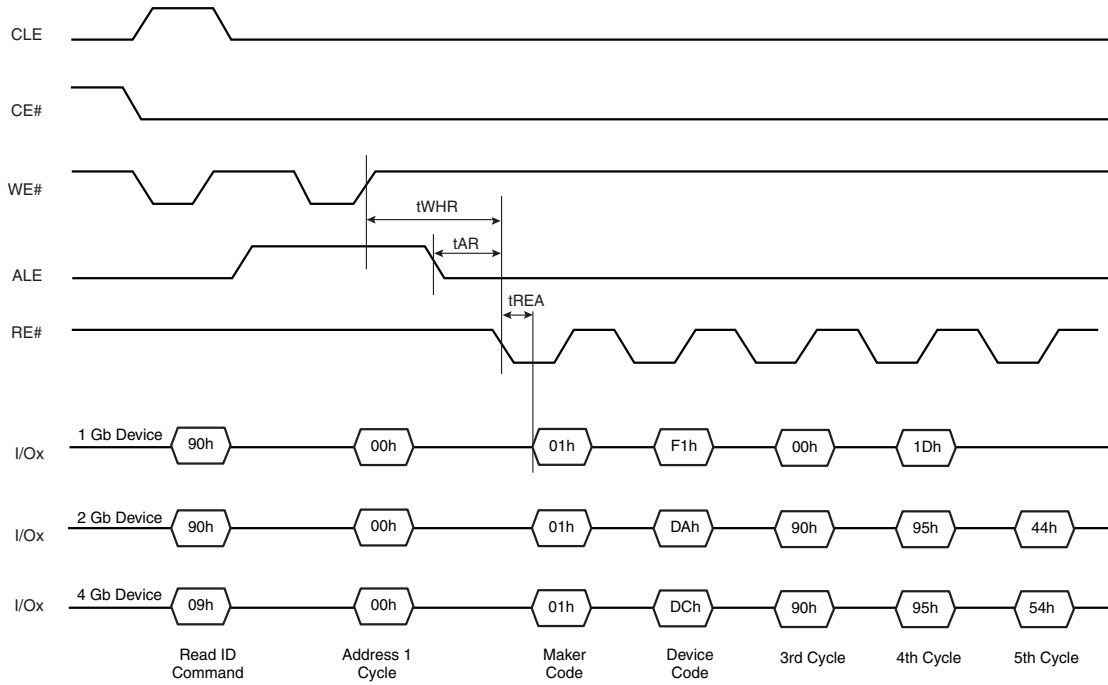 CLE
CE#
WE#
tWHR
tAR
ALE
tREA
RE#
I/Ox 1 Gb Device 90h 00h 01h F1h 00h 1Dh
I/Ox 2 Gb Device 90h 00h 01h DAh 90h 95h 44h
I/Ox 4 Gb Device 09h 00h 01h DCh 90h 95h 54h
Read ID Command
Address 1 Cycle
Maker Code
Device Code
3rd Cycle
4th Cycle
5th Cycle